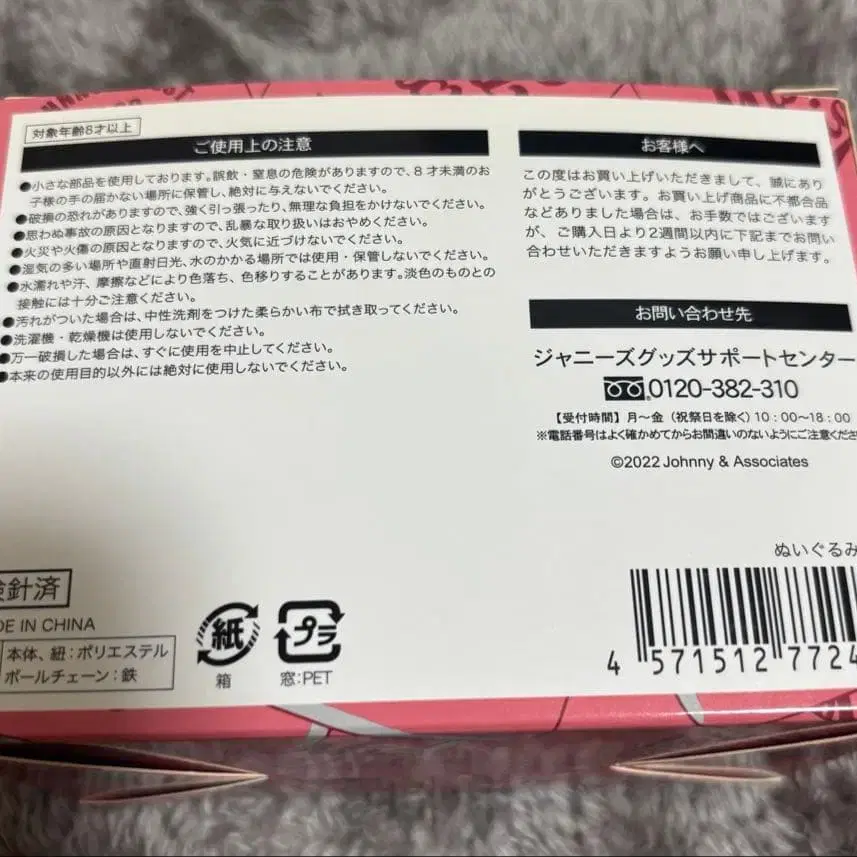 対象年齢8才以上
ご使用上の注意
●小さな部品を使用しております。誤飲・窒息の危険がありますので、8才未満のお
子様の手の届かない場所に保管し、絶対に与えないでください。
●破損の恐れがありますので、強く引っ張ったり、無理な負担をかけないでください。
●思わぬ事故の原因となりますので、乱暴な取り扱いはおやめください。
●火災や火傷の原因となりますので、火気に近づけないでください。
●湿気の多い場所や直射日光、水のかかる場所では使用・保管しないでください。
●水濡れや汗、摩擦などにより色落ち、色移りすることがあります。淡色のものとの
接触には十分ご注意ください。
●汚れがついた場合は、中性洗剤をつけた柔らかい布で拭き取ってください。
●洗濯機・乾燥機は使用しないでください。
●万一破損した場合は、すぐに使用を中止してください。
●本来の使用目的以外には絶対に使用しないでください。
お客様へ
この度はお買い上げいただきまして、誠にあり
がとうございます。お買い上げ商品に不都合品
などありました場合は、お手数ではございます
が、ご購入日より2週間以内に下記までお問い
合わせいただきますようお願い申し上げます。
お問い合わせ先
ジャニーズグッズサポートセンター
0120-382-310
【受付時間】月～金（祝祭日を除く）10：00～18：00
※電話番号はよく確かめてからお間違いのないようにご注意くださ
©2022 Johnny & Associates
検針済
DE IN CHINA
本体、紐：ポリエステル
ボールチェーン：鉄
紙
箱
プラ
窓：PET
ぬいぐるみ
4 571512 7724